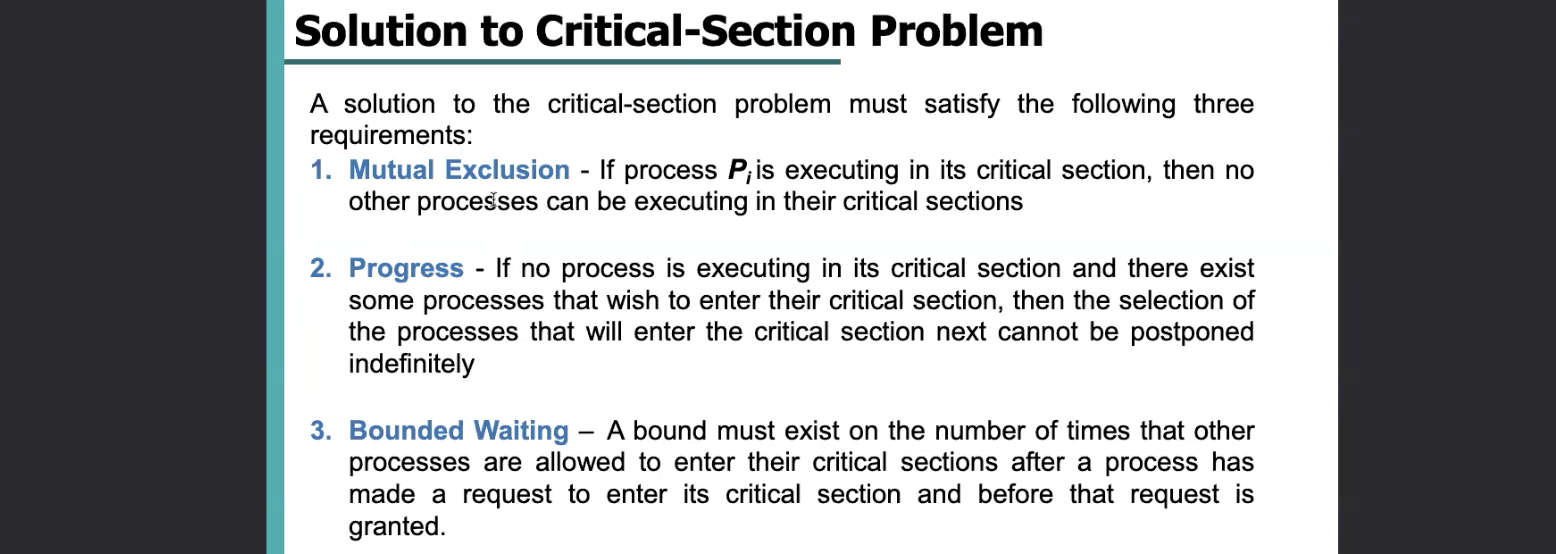 Solution to Critical-Section Problem
A solution to the critical-section problem must satisfy the following three
requirements:
1. Mutual Exclusion - If process Pi is executing in its critical section, then no
other processes can be executing in their critical sections
2. Progress - If no process is executing in its critical section and there exist
some processes that wish to enter their critical section, then the selection of
the processes that will enter the critical section next cannot be postponed
indefinitely
3. Bounded Waiting – A bound must exist on the number of times that other
processes are allowed to enter their critical sections after a process has
made a request to enter its critical section and before that request is
granted.